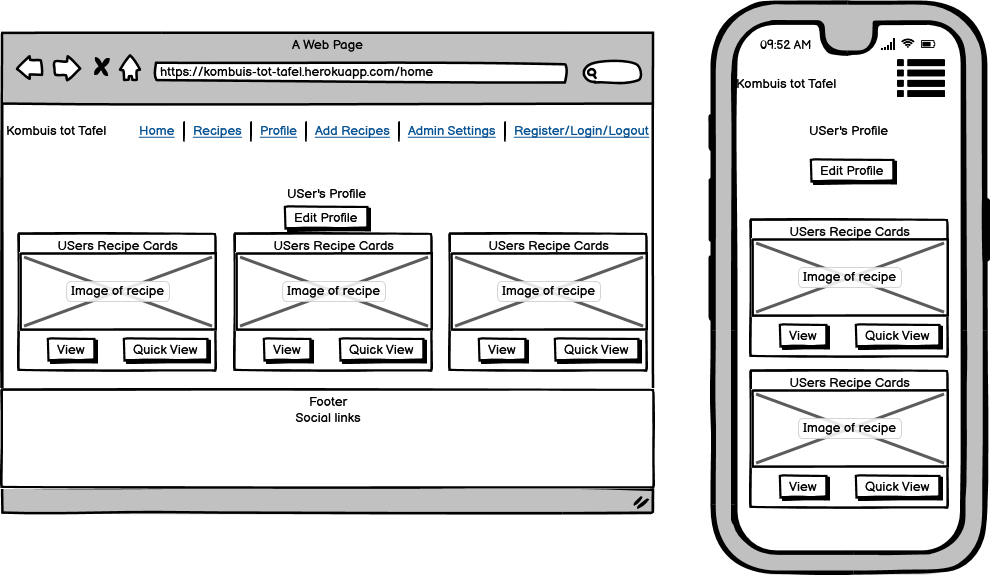 A Web Page
https://kombuis-tot-tafel.herokuapp.com/home
Kombuis tot Tafel Home Recipes Profile Add Recipes Admin Settings Register/Login/Logout
USer's Profile
Edit Profile
USers Recipe Cards USers Recipe Cards USers Recipe Cards
Image of recipe Image of recipe Image of recipe
View Quick View View Quick View View Quick View
Footer
Social links
09:52 AM
Kombuis tot Tafel
USer's Profile
Edit Profile
USers Recipe Cards
Image of recipe
View Quick View
USers Recipe Cards
Image of recipe
View Quick View